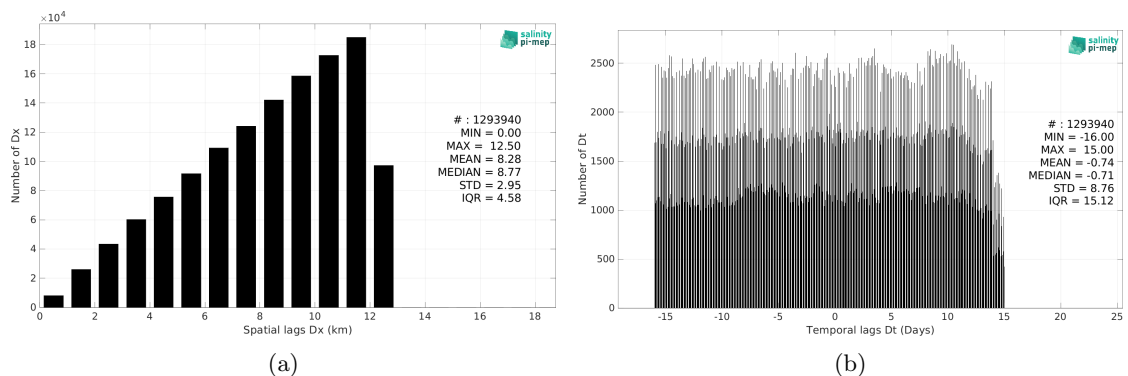 ×10⁴
18
16
14
12
10
8
6
4
2
0
Number of Dx
0 2 4 6 8 10 12 14 16 18
Spatial lags Dx (km)
salinity
pi-mep
# : 1293940
MIN = 0.00
MAX = 12.50
MEAN = 8.28
MEDIAN = 8.77
STD = 2.95
IQR = 4.58
(a)
2500
2000
1500
1000
500
0
Number of Dt
-15 -10 -5 0 5 10 15 20 25
Temporal lags Dt (Days)
salinity
pi-mep
# : 1293940
MIN = -16.00
MAX = 15.00
MEAN = -0.74
MEDIAN = -0.71
STD = 8.76
IQR = 15.12
(b)